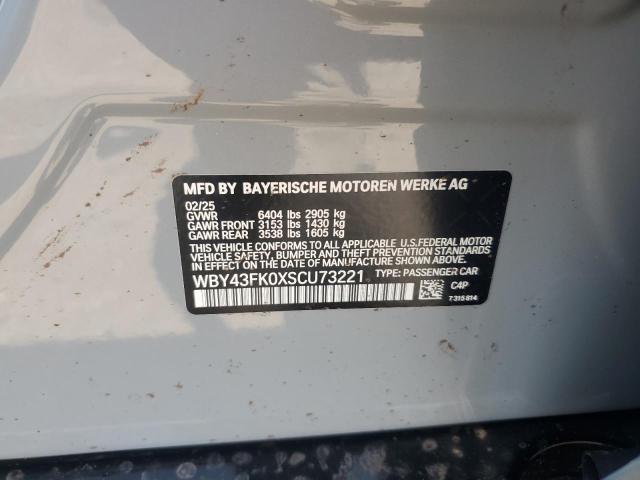 MFD BY BAYERISCHE MOTOREN WERKE AG
02/25
GVWR 6404 lbs 2905 kg
GAWR FRONT 3153 lbs 1430 kg
GAWR REAR 3538 lbs 1605 kg
THIS VEHICLE CONFORMS TO ALL APPLICABLE U.S.FEDERAL MOTOR
VEHICLE SAFETY, BUMPER, AND THEFT PREVENTION STANDARDS
IN EFFECT ON THE DATE OF MANUFACTURE SHOWN ABOVE.
WBY43FK0XSCU73221 TYPE: PASSENGER CAR
C4P
7 315 814